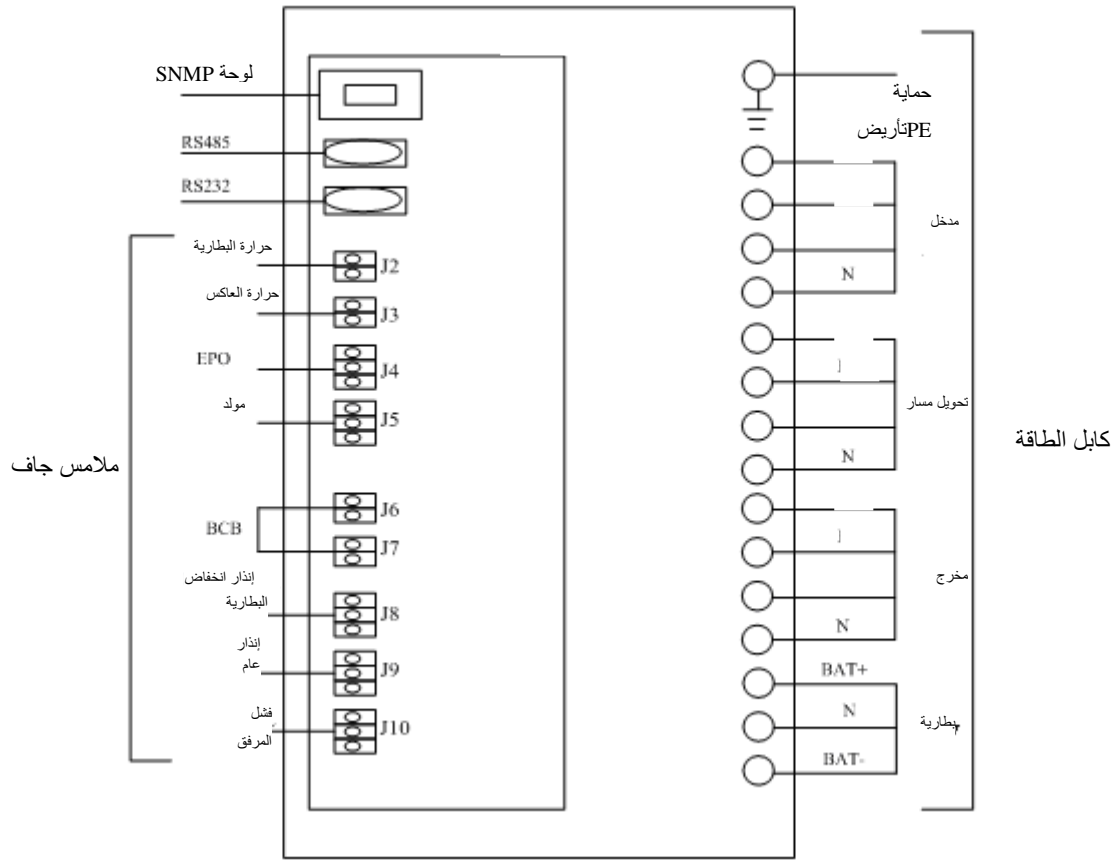 لوحة SNMP
RS485
RS232
حرارة البطارية
J2
حرارة العاكس
J3
EPO
J4
مولد
J5
ملامس جاف
BCB
J6
J7
إنذار انخفاض
البطارية
J8
إنذار
عام
J9
فشل
المرفق
J10
حماية
تأريض PE
مدخل
N
تحويل مسار
N
كابل الطاقة
مخرج
N
BAT+
N
بطارية
BAT-